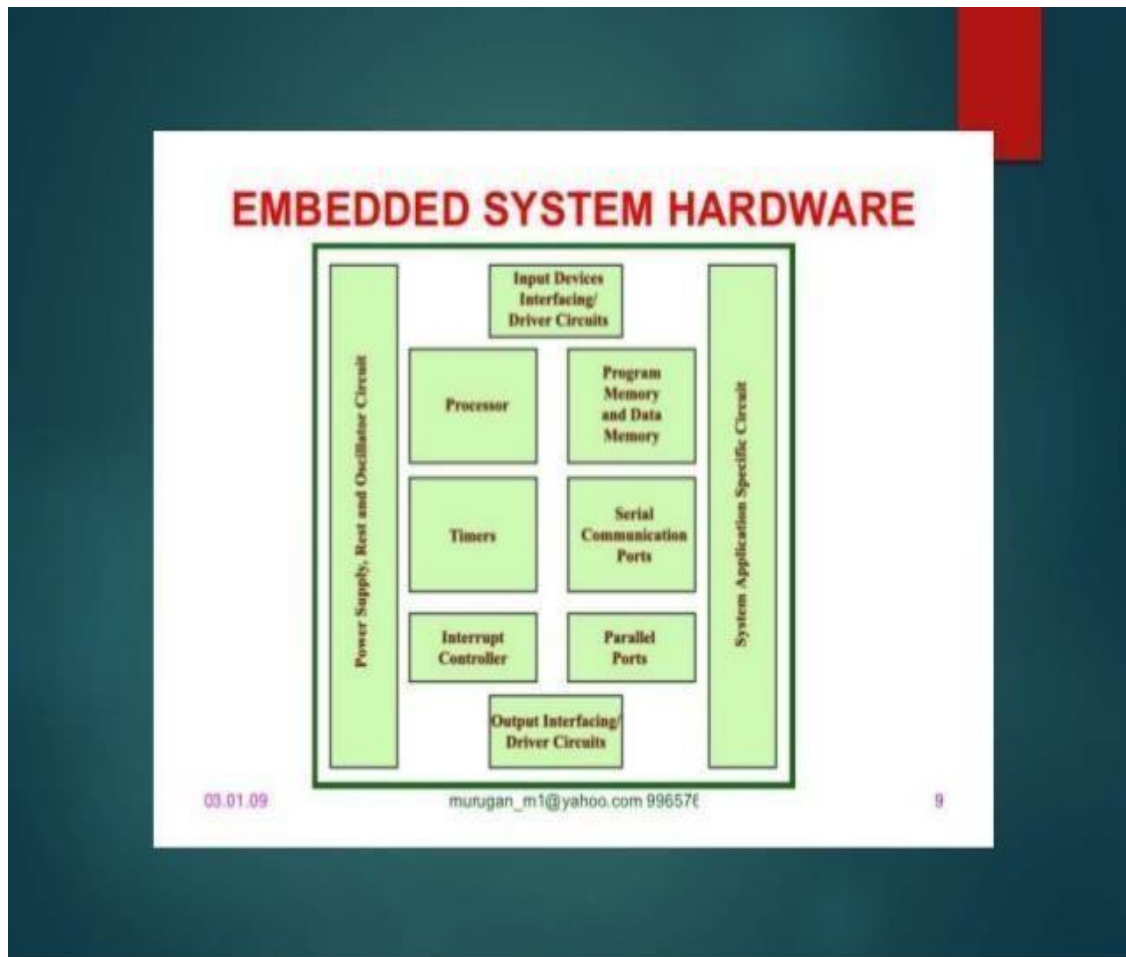 EMBEDDED SYSTEM HARDWARE
Input Devices
Interfacing/
Driver Circuits
Power Supply, Rest and Oscillator Circuit
Processor
Program
Memory
and Data
Memory
System Application Specific Circuit
Timers
Serial
Communication
Ports
Interrupt
Controller
Parallel
Ports
Output Interfacing/
Driver Circuits
03.01.09
murugan_m1@yahoo.com 996576
9